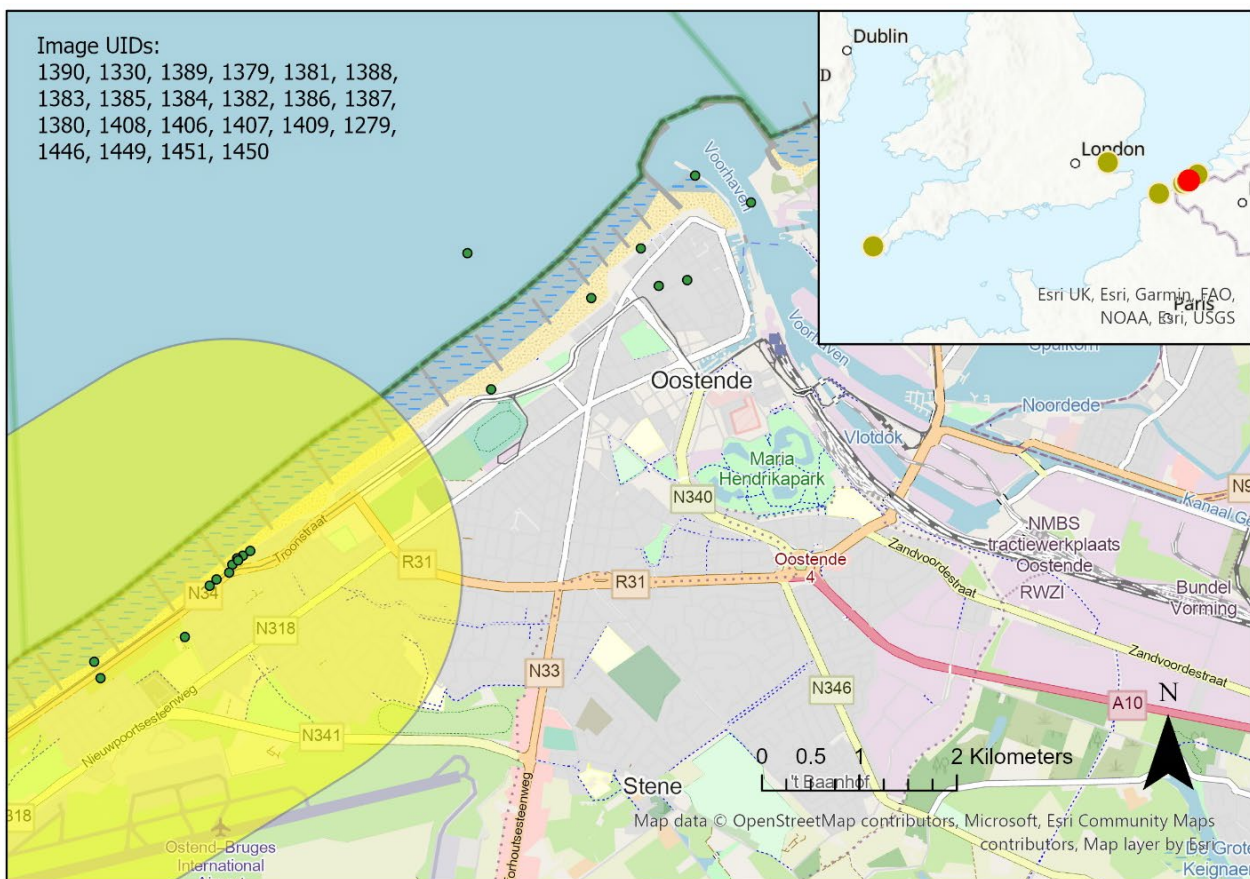 Image UIDs:
1390, 1330, 1389, 1379, 1381, 1388,
1383, 1385, 1384, 1382, 1386, 1387,
1380, 1408, 1406, 1407, 1409, 1279,
1446, 1449, 1451, 1450
Dublin
D
London
Paris
Esri UK, Esri, Garmin, FAO,
NOAA, Esri, USGS
Voorhaven
Oostende
Vlotdok
Noordede
Maria
Hendrikapark
N340
N9
NMBS
tractiewerkplaats
Oostende
RWZI
Bundel
Vorming
Troonstraat
R31
R31
Oostende
4
Zandvoordestraat
Zandvoordestraat
N34
N318
N33
N346
A10
N
Nieuwpoortsesteenweg
N341
318
Stene
0 0.5 1 2 Kilometers
't Baanhof
Map data © OpenStreetMap contributors, Microsoft, Esri Community Maps
contributors, Map layer by Esri
Ostend–Bruges
International
De Grote
Keignaert